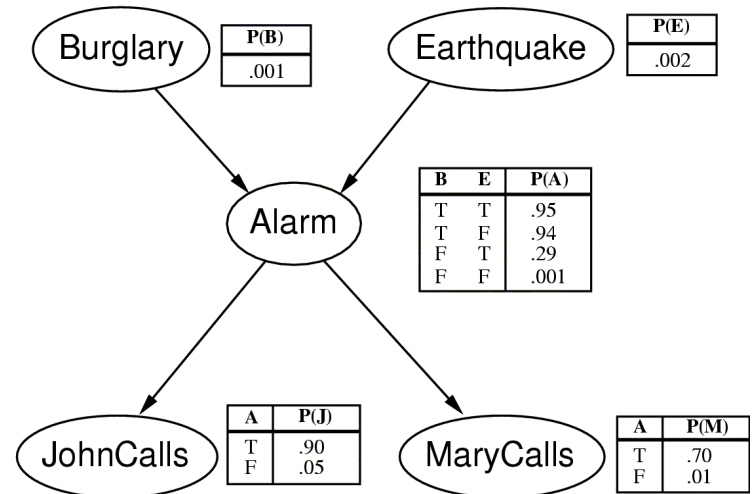 Burglary
P(B)
.001
Earthquake
P(E)
.002
Alarm
B E P(A)
T T .95
T F .94
F T .29
F F .001
JohnCalls
A P(J)
T .90
F .05
MaryCalls
A P(M)
T .70
F .01